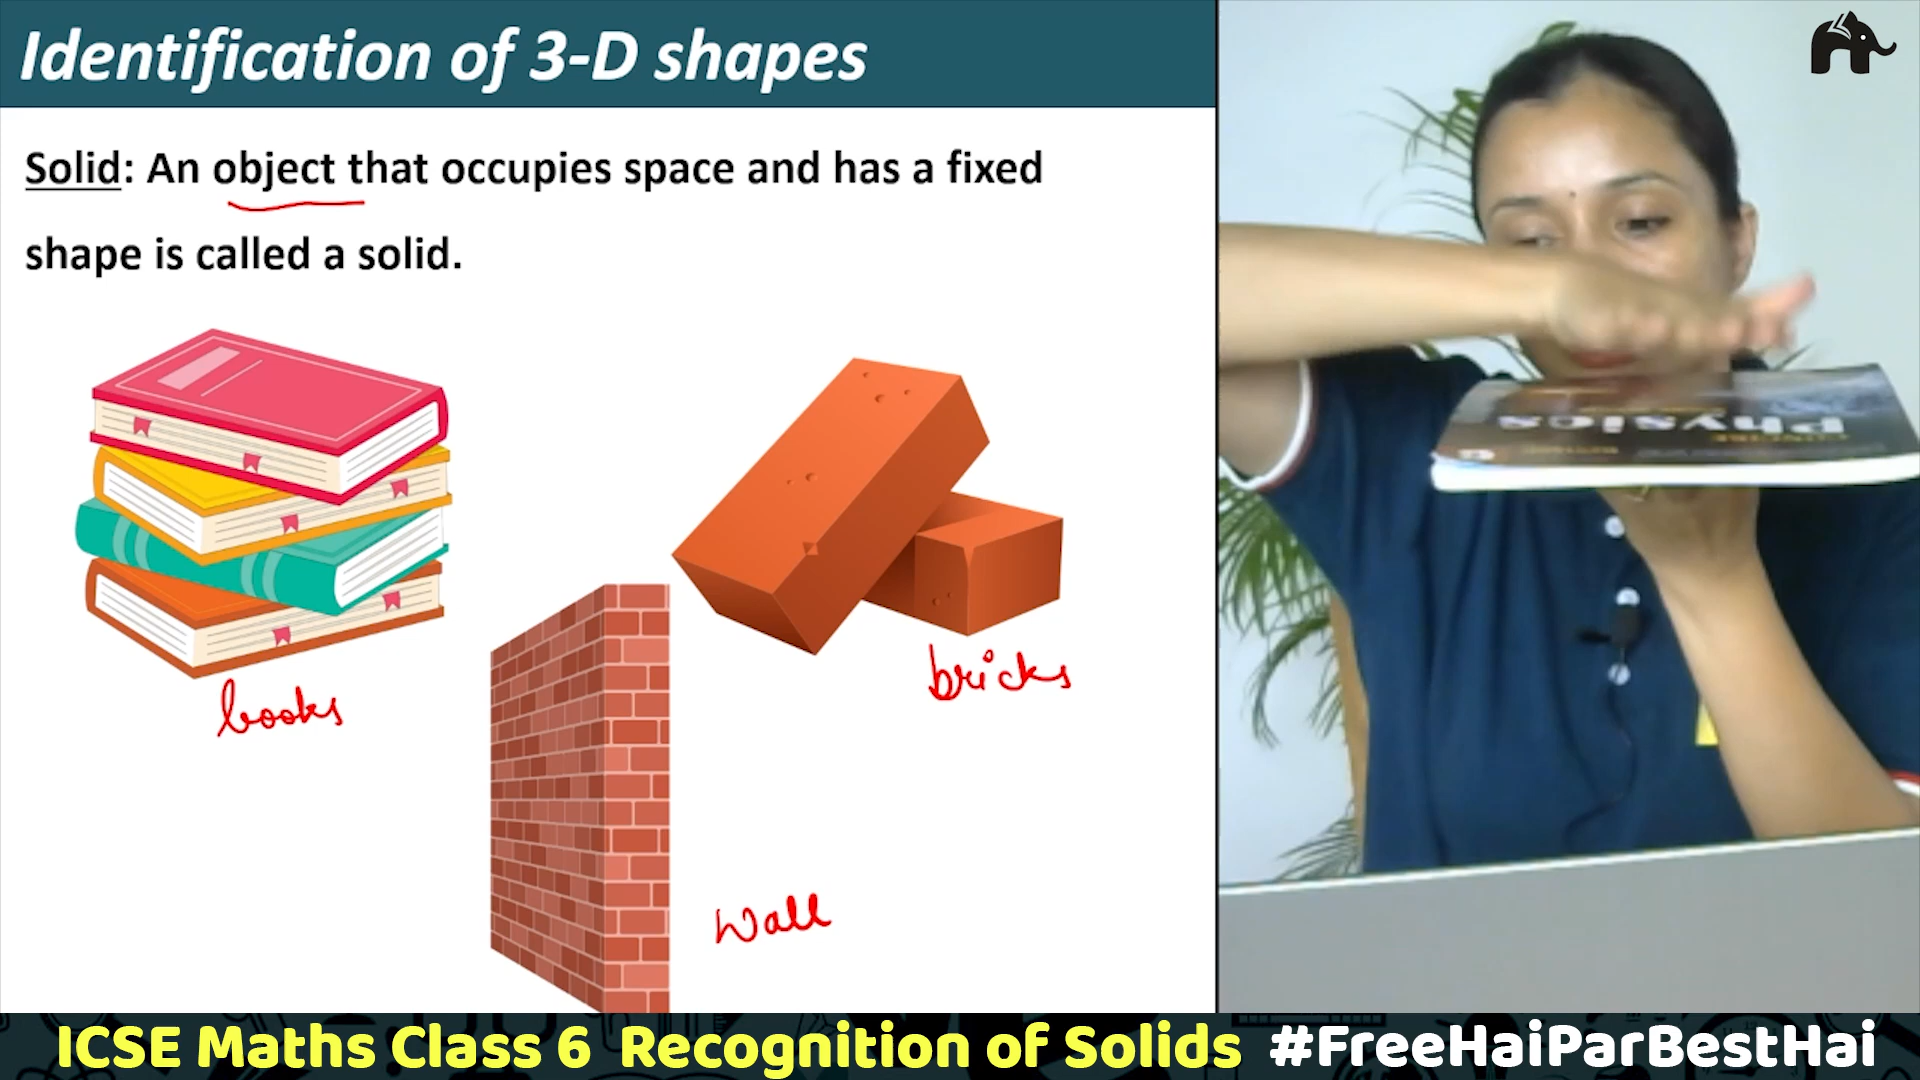 Identification of 3-D shapes
Solid: An object that occupies space and has a fixed
shape is called a solid.
books
bricks
wall
Physics
ICSE Maths Class 6 Recognition of Solids #FreeHaiParBestHai